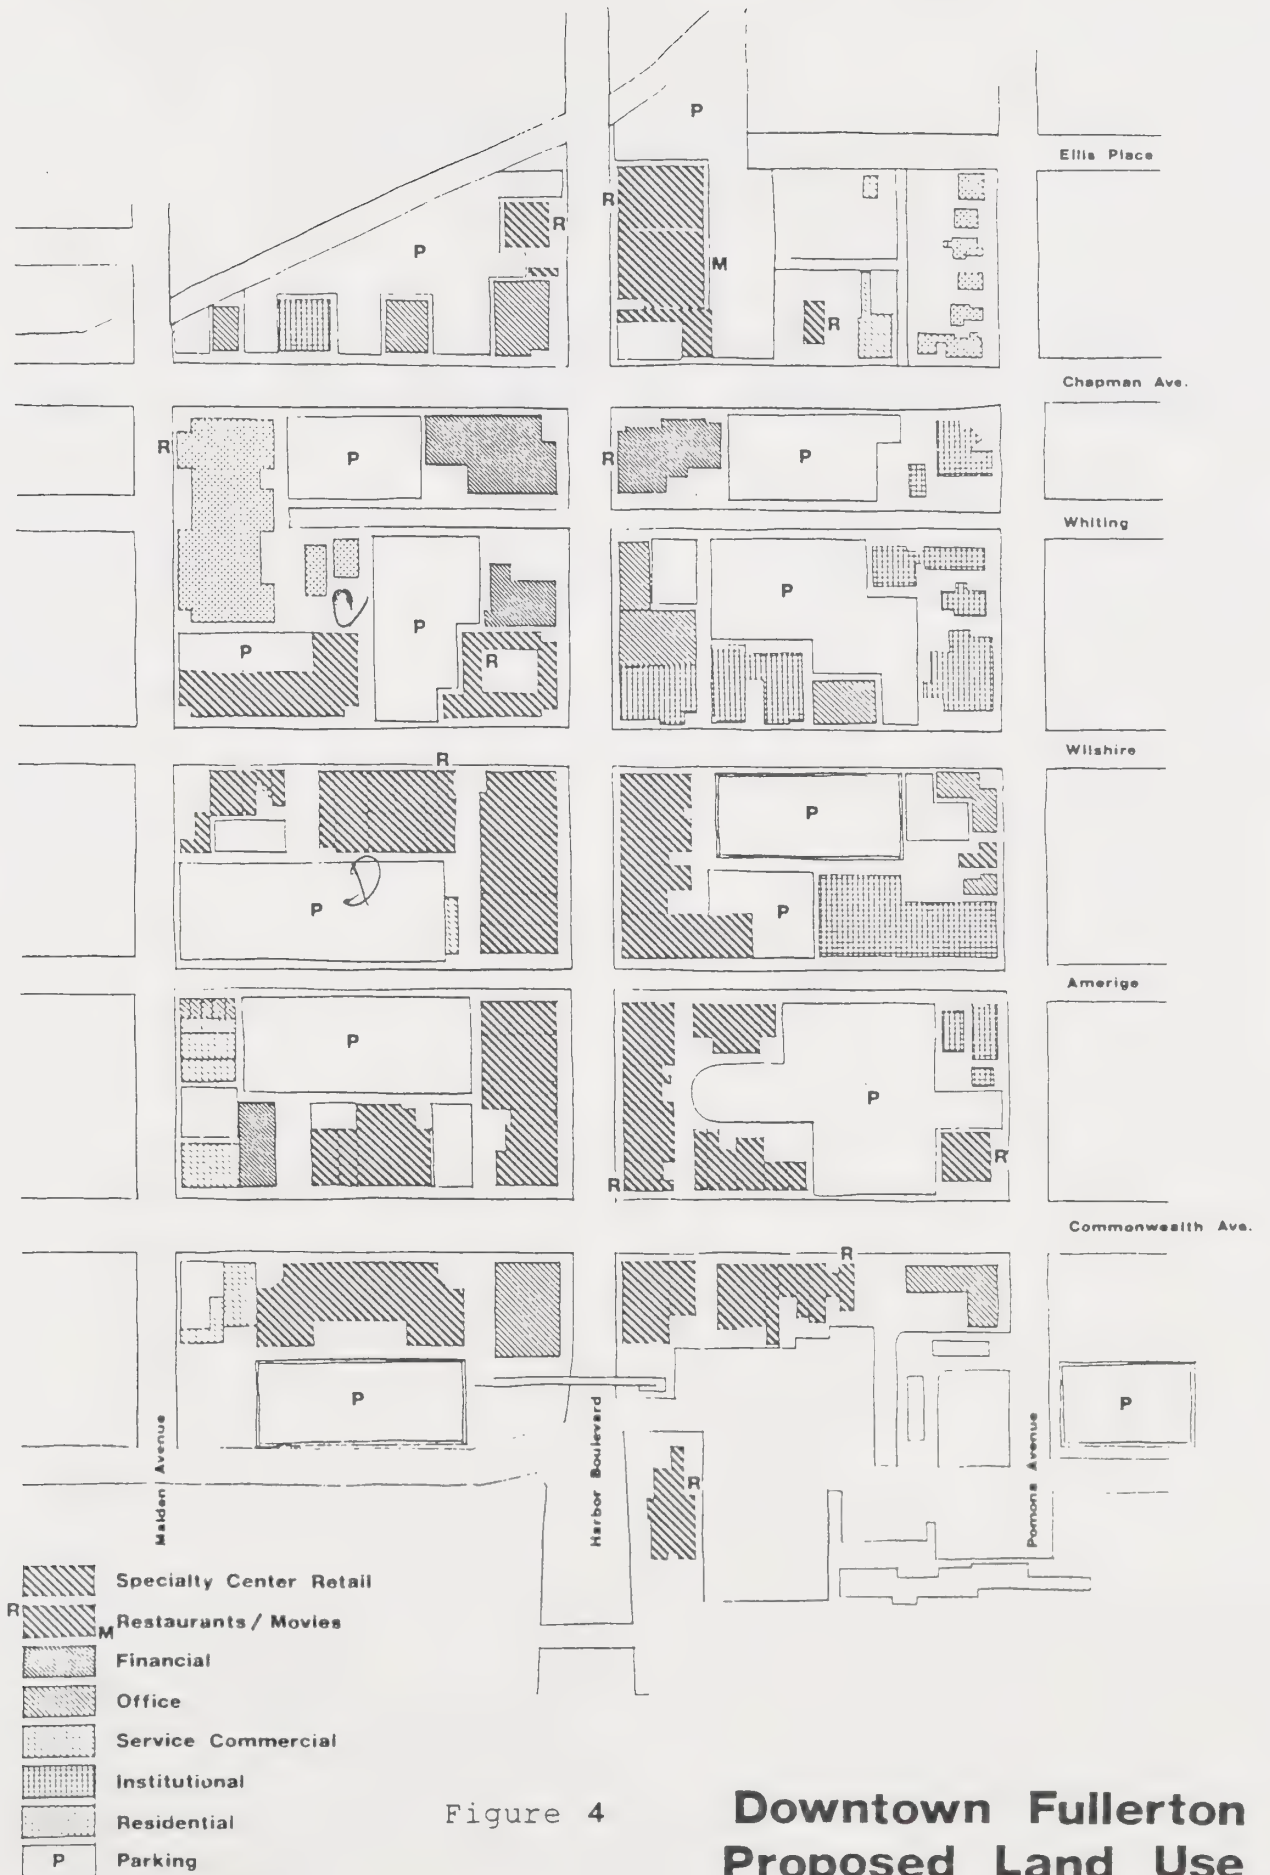 P
Ellis Place
R
R
P
M
R
Chapman Ave.
R
P
R
P
Whiting
P
P
P
R
Wilshire
R
P
P
P
Amerige
P
P
R
R
Commonwealth Ave.
R
P
P
Malden Avenue
Harbor Boulevard
Pomona Avenue
R
Specialty Center Retail
R M Restaurants / Movies
Financial
Office
Service Commercial
Institutional
Residential
P Parking
Figure 4
Downtown Fullerton
Proposed Land Use